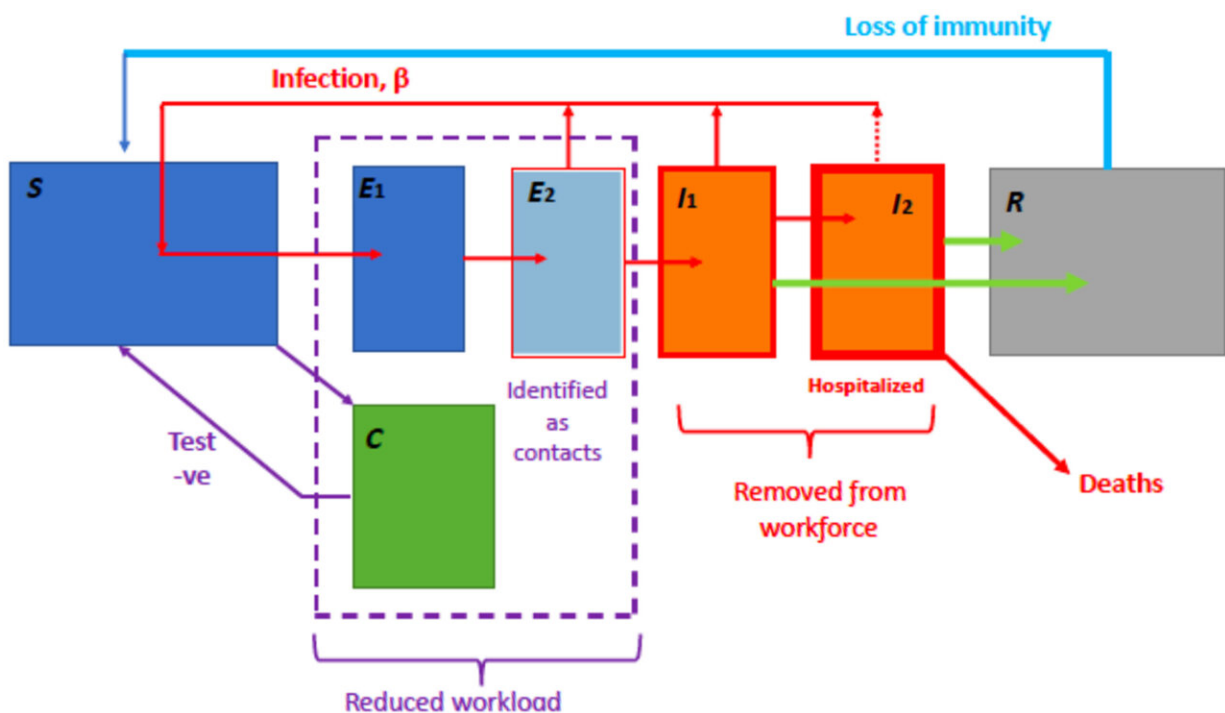 Loss of immunity
Infection, β
S
E1
E2
I1
I2
R
Identified
as
contacts
Hospitalized
C
Test
-ve
Removed from
workforce
Deaths
Reduced workload